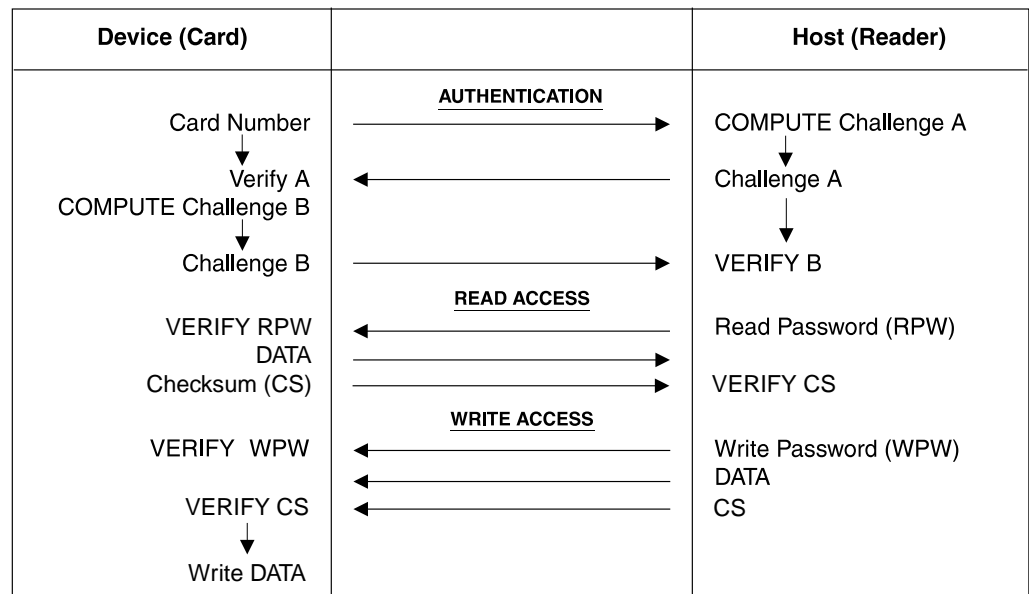 Device (Card) Host (Reader)
AUTHENTICATION
Card Number COMPUTE Challenge A
Verify A Challenge A
COMPUTE Challenge B
Challenge B VERIFY B
READ ACCESS
VERIFY RPW Read Password (RPW)
DATA
Checksum (CS) VERIFY CS
WRITE ACCESS
VERIFY WPW Write Password (WPW)
DATA
VERIFY CS CS
Write DATA